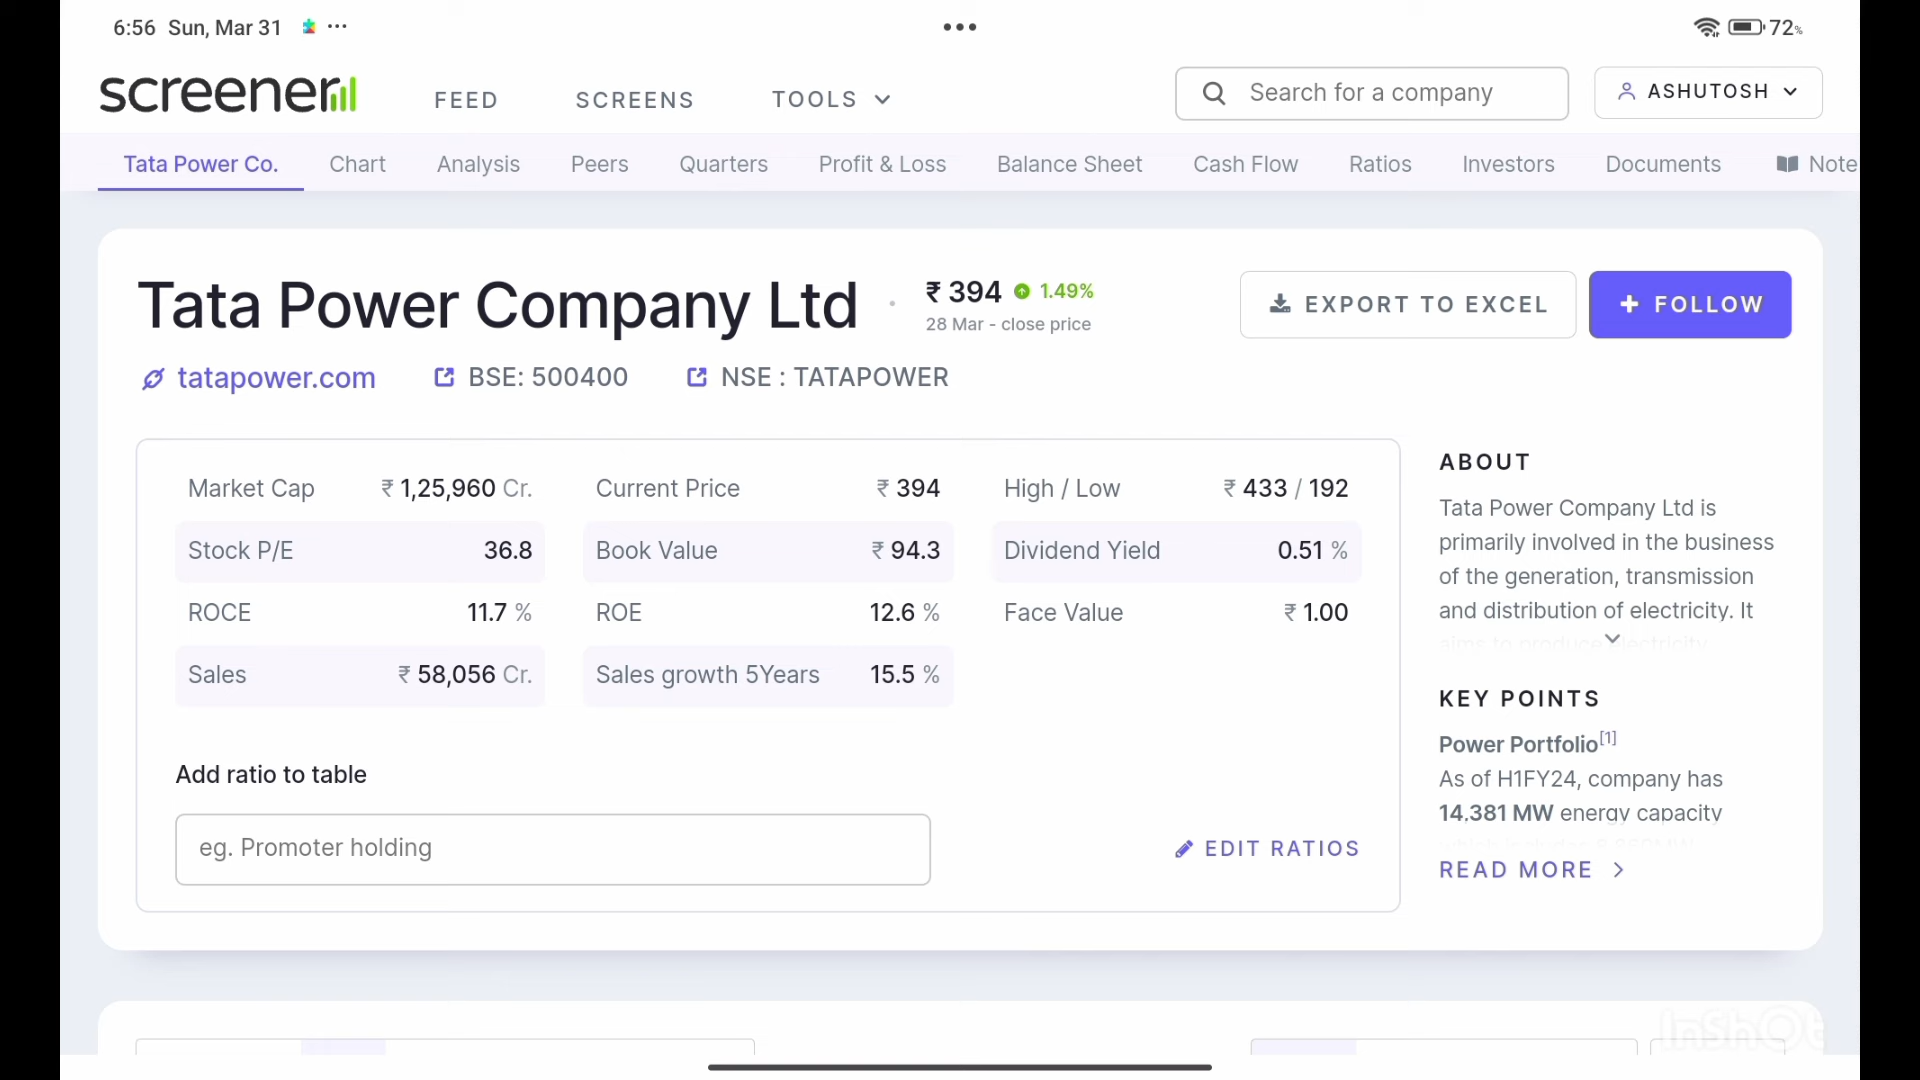 6:56 Sun, Mar 31
72%
screener
FEED SCREENS TOOLS
Search for a company
ASHUTOSH
Tata Power Co. Chart Analysis Peers Quarters Profit & Loss Balance Sheet Cash Flow Ratios Investors Documents Note
Tata Power Company Ltd
₹ 394 1.49%
28 Mar - close price
EXPORT TO EXCEL
+ FOLLOW
tatapower.com BSE: 500400 NSE : TATAPOWER
Market Cap ₹ 1,25,960 Cr. Current Price ₹ 394 High / Low ₹ 433 / 192
Stock P/E 36.8 Book Value ₹ 94.3 Dividend Yield 0.51 %
ROCE 11.7 % ROE 12.6 % Face Value ₹ 1.00
Sales ₹ 58,056 Cr. Sales growth 5Years 15.5 %
Add ratio to table
eg. Promoter holding
EDIT RATIOS
ABOUT
Tata Power Company Ltd is
primarily involved in the business
of the generation, transmission
and distribution of electricity. It
aims to produce electricity
KEY POINTS
Power Portfolio[1]
As of H1FY24, company has
14,381 MW energy capacity
READ MORE
InShOt